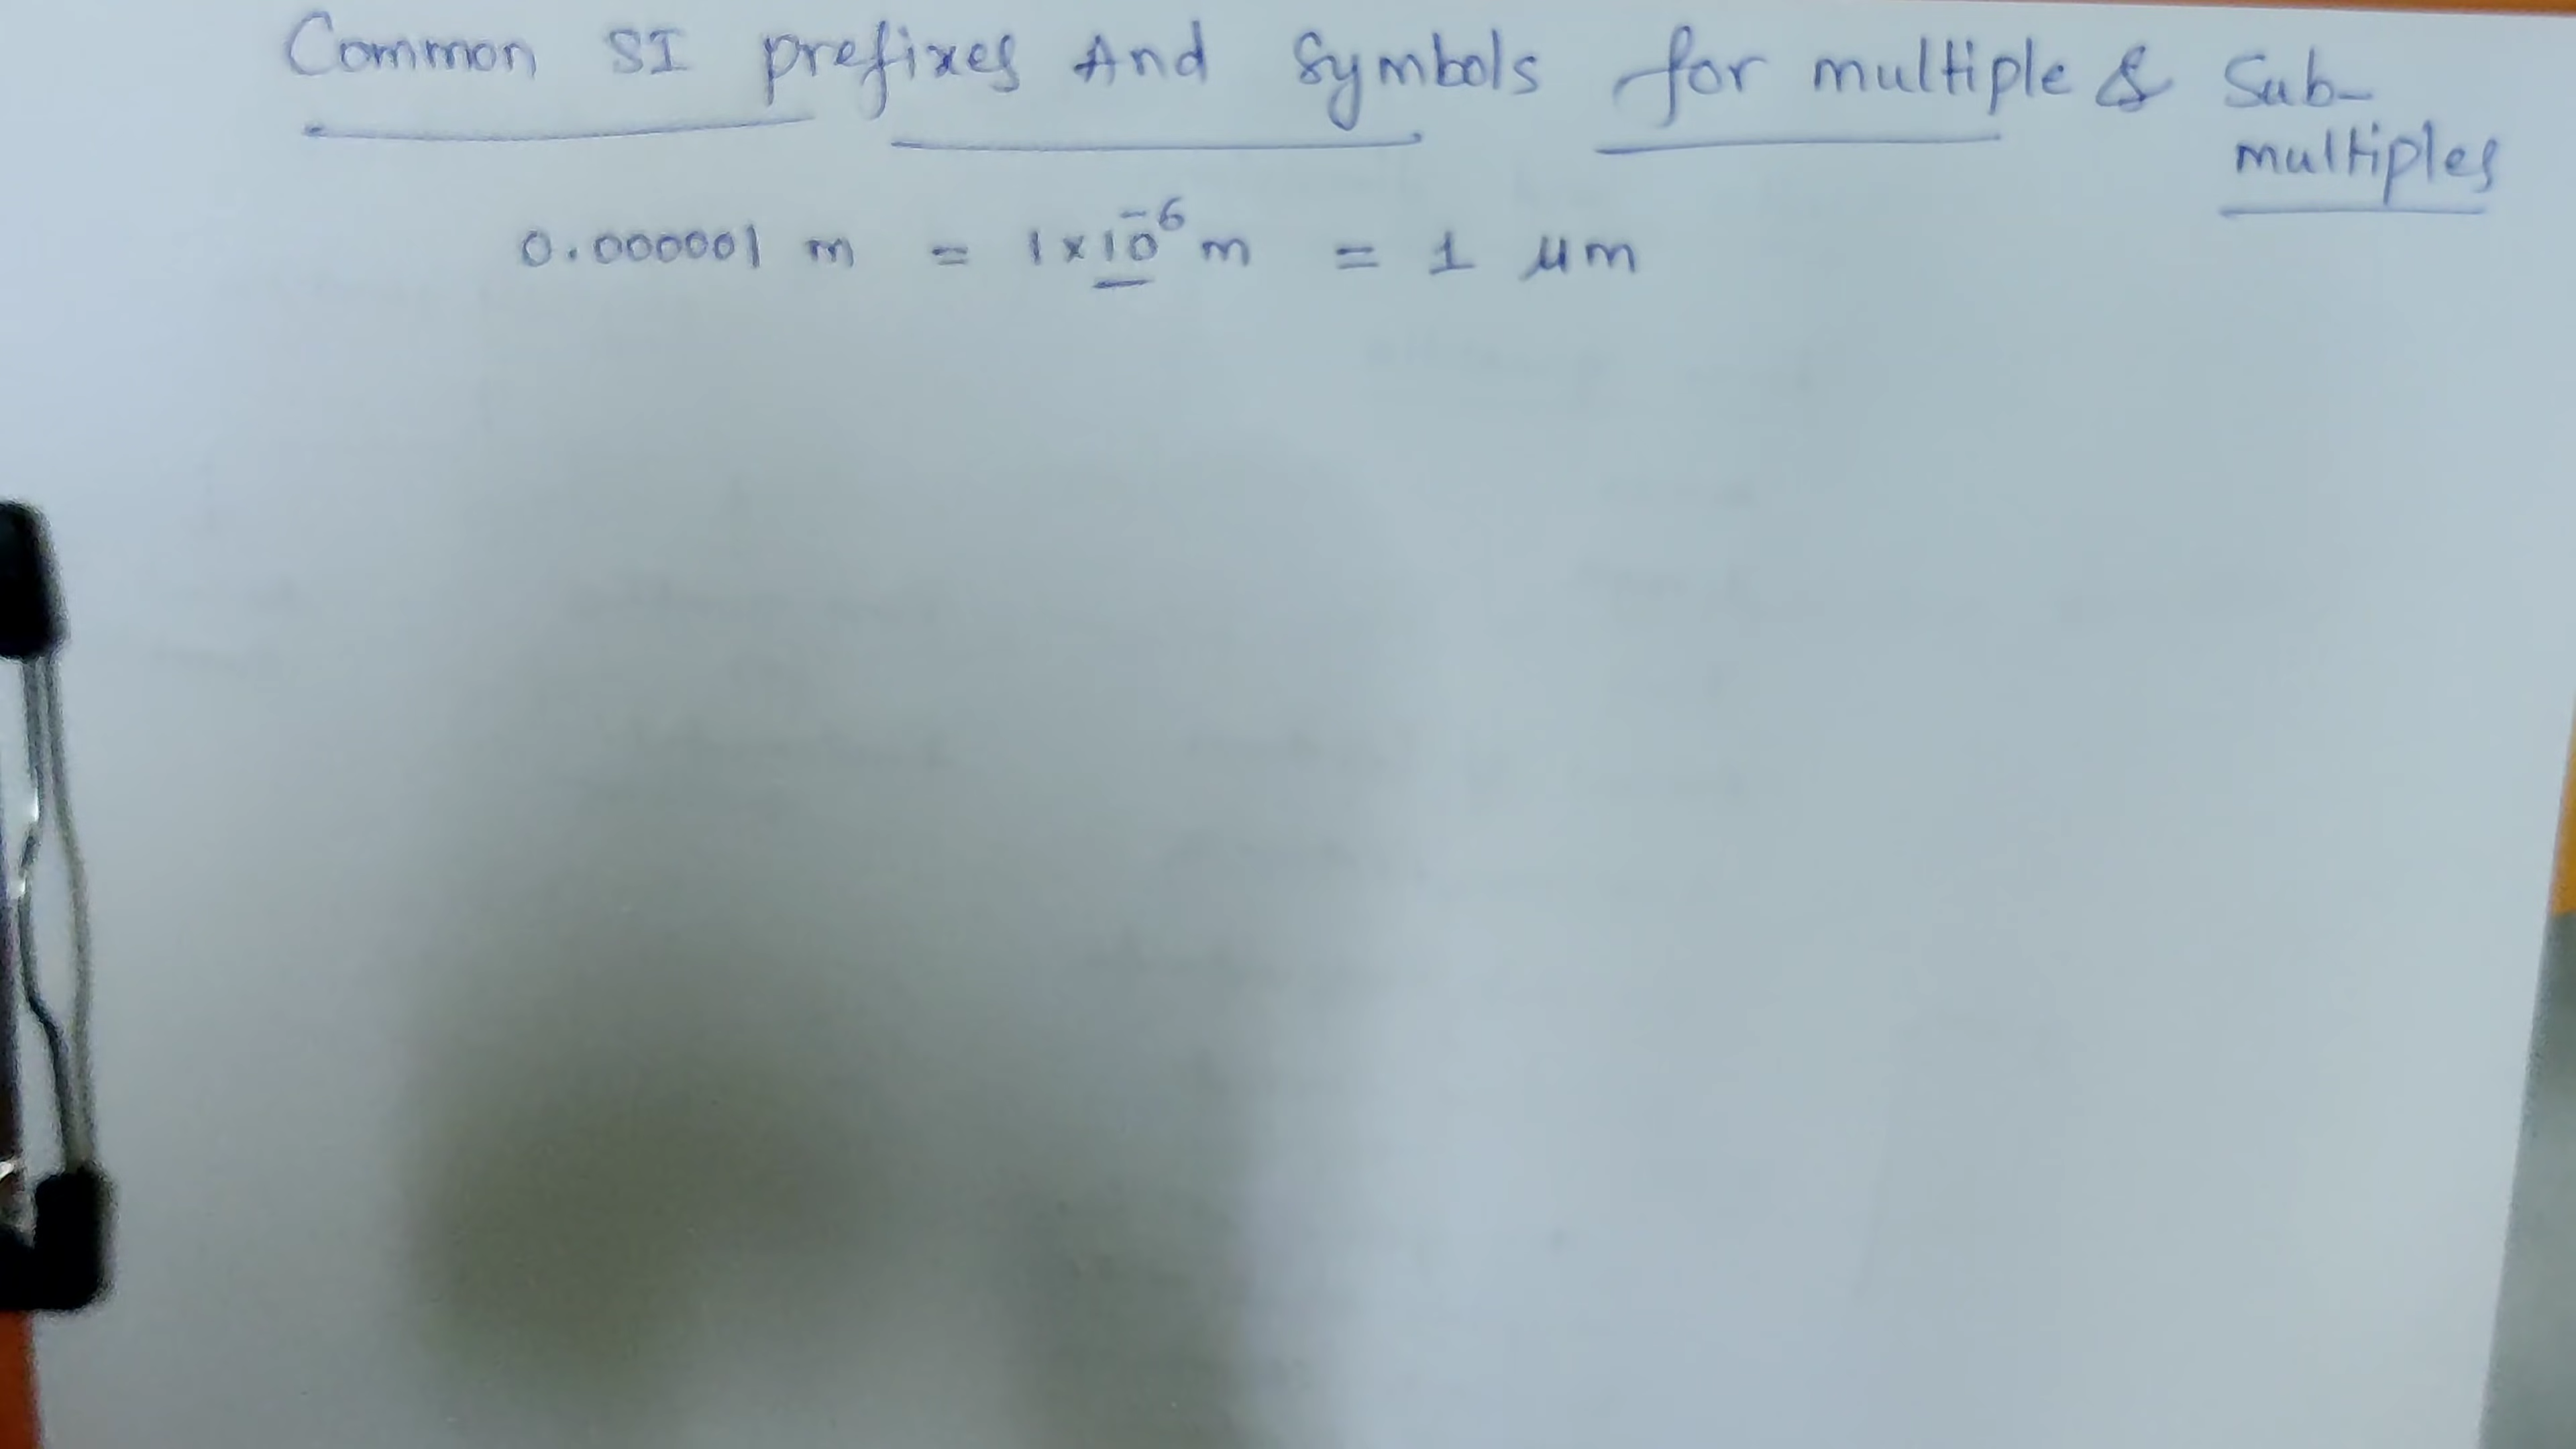 Common SI prefixes And Symbols for multiple & Sub-
multiples
0.000001 m = 1 x 10⁻⁶ m = 1 μm